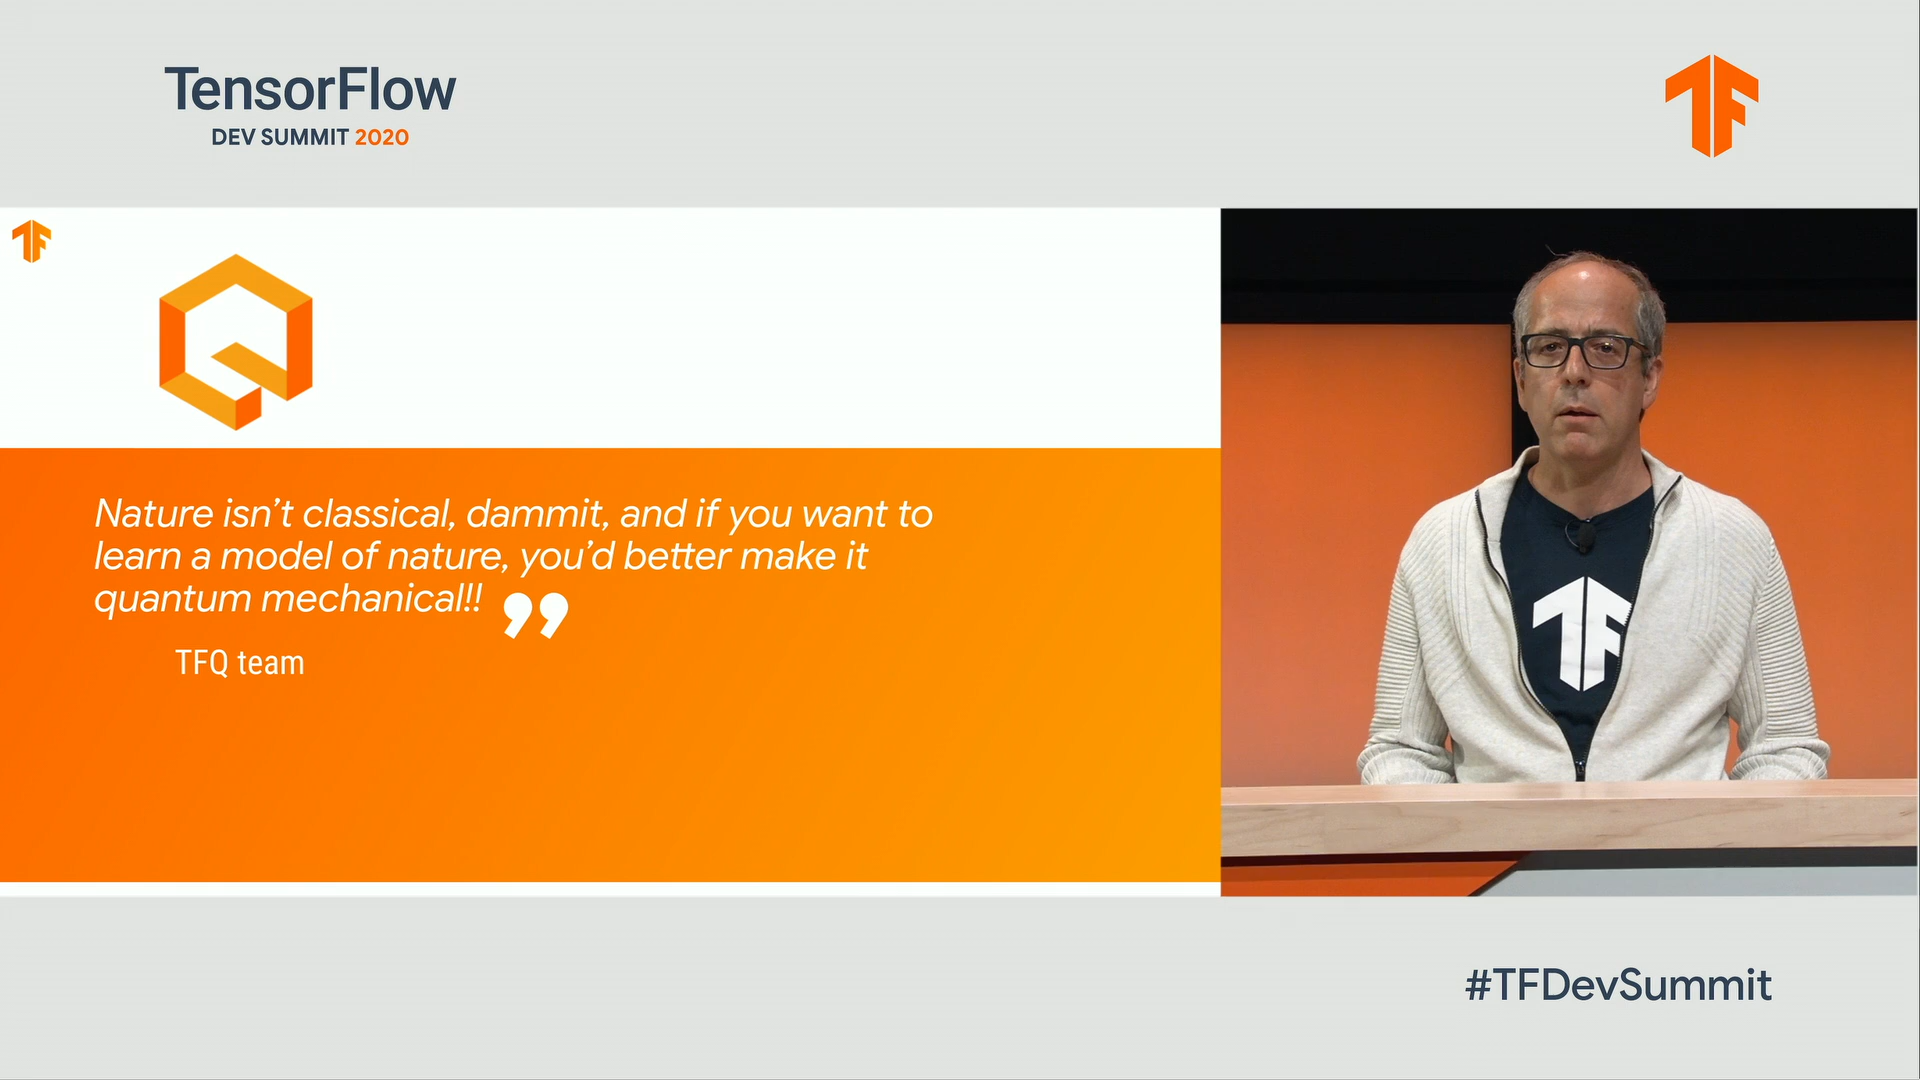 TensorFlow
DEV SUMMIT 2020
Nature isn’t classical, dammit, and if you want to
learn a model of nature, you’d better make it
quantum mechanical!! ”
TFQ team
#TFDevSummit